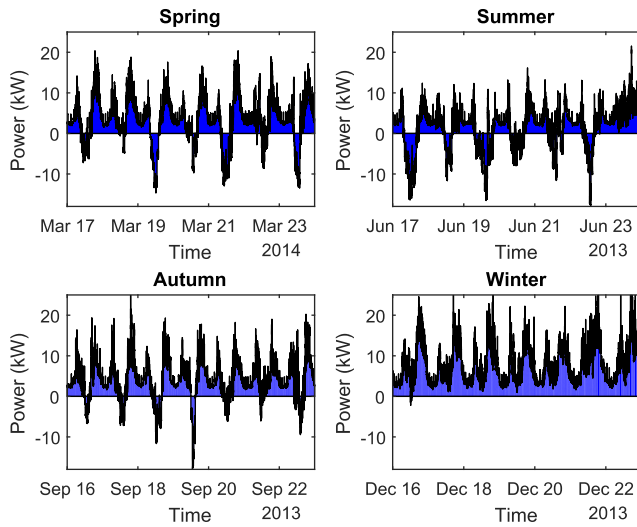 Spring
Power (kW)
20
10
0
-10
Mar 17 Mar 19 Mar 21 Mar 23
Time
2014
Summer
Power (kW)
20
10
0
-10
Jun 17 Jun 19 Jun 21 Jun 23
Time
2013
Autumn
Power (kW)
20
10
0
-10
Sep 16 Sep 18 Sep 20 Sep 22
Time
2013
Winter
Power (kW)
20
10
0
-10
Dec 16 Dec 18 Dec 20 Dec 22
Time
2013